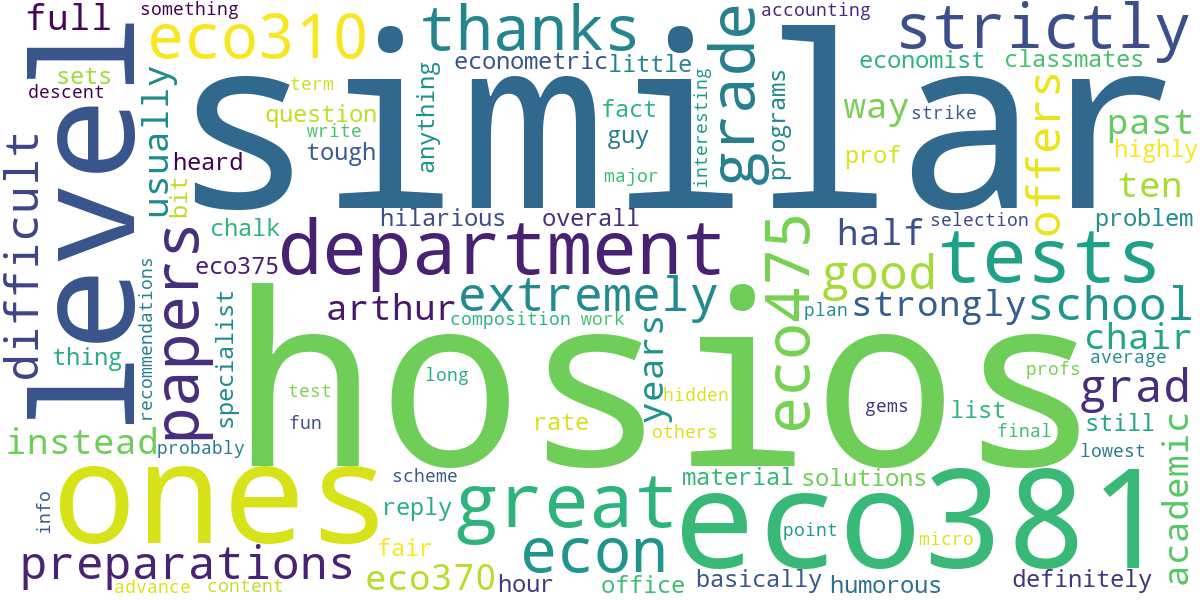 full
something
eco310
thanks
accounting
strictly
grade
similar
level
sets
descent
usually
term
question
write
tough
heard
bit
econometric
little
anything
fact
guy
major
interesting
programs
economist
classmates
way
strike
prof
offers
past
highly
ten
problem
difficult
papers
chalk
hilarious
overall
department
eco375
arthur
extremely
composition
work
half
selection
eco475
good
tests
plan
strongly
school
chair
average
thing
recommendations
specialist
hosios
years
long
test
fun
rate
hidden
others
gems
profs
list
final
grad
still
lowest
academic
instead
probably
ones
scheme
reply
great
material
solutions
eco381
point
micro
info
preparations
advance
content
fair
eco370
hour
econ
office
basically
humorous
definitely